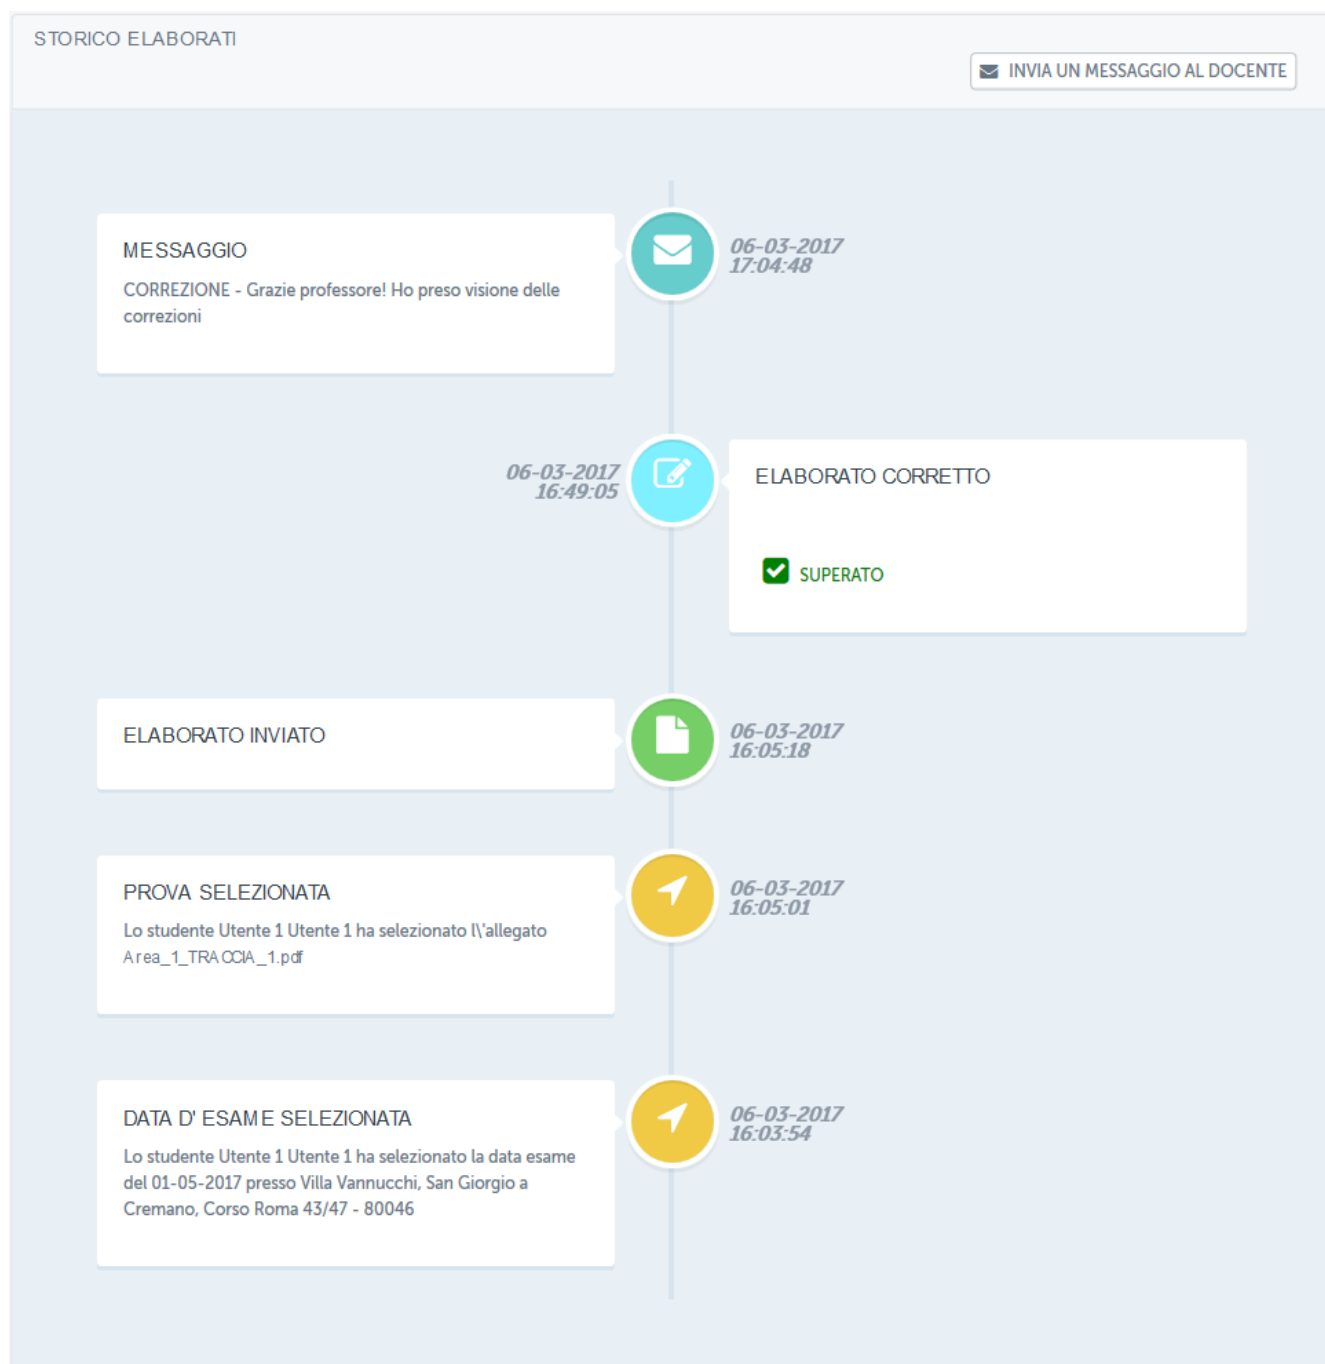 STORICO ELABORATI
INVIA UN MESSAGGIO AL DOCENTE
MESSAGGIO
CORREZIONE - Grazie professore! Ho preso visione delle
correzioni
06-03-2017
17:04:48
06-03-2017
16:49:05
ELABORATO CORRETTO
SUPERATO
ELABORATO INVIATO
06-03-2017
16:05:18
PROVA SELEZIONATA
Lo studente Utente 1 Utente 1 ha selezionato l\'allegato
Area_1_TRACCIA_1.pdf
06-03-2017
16:05:01
DATA D' ESAME SELEZIONATA
Lo studente Utente 1 Utente 1 ha selezionato la data esame
del 01-05-2017 presso Villa Vannucchi, San Giorgio a
Cremano, Corso Roma 43/47 - 80046
06-03-2017
16:03:54